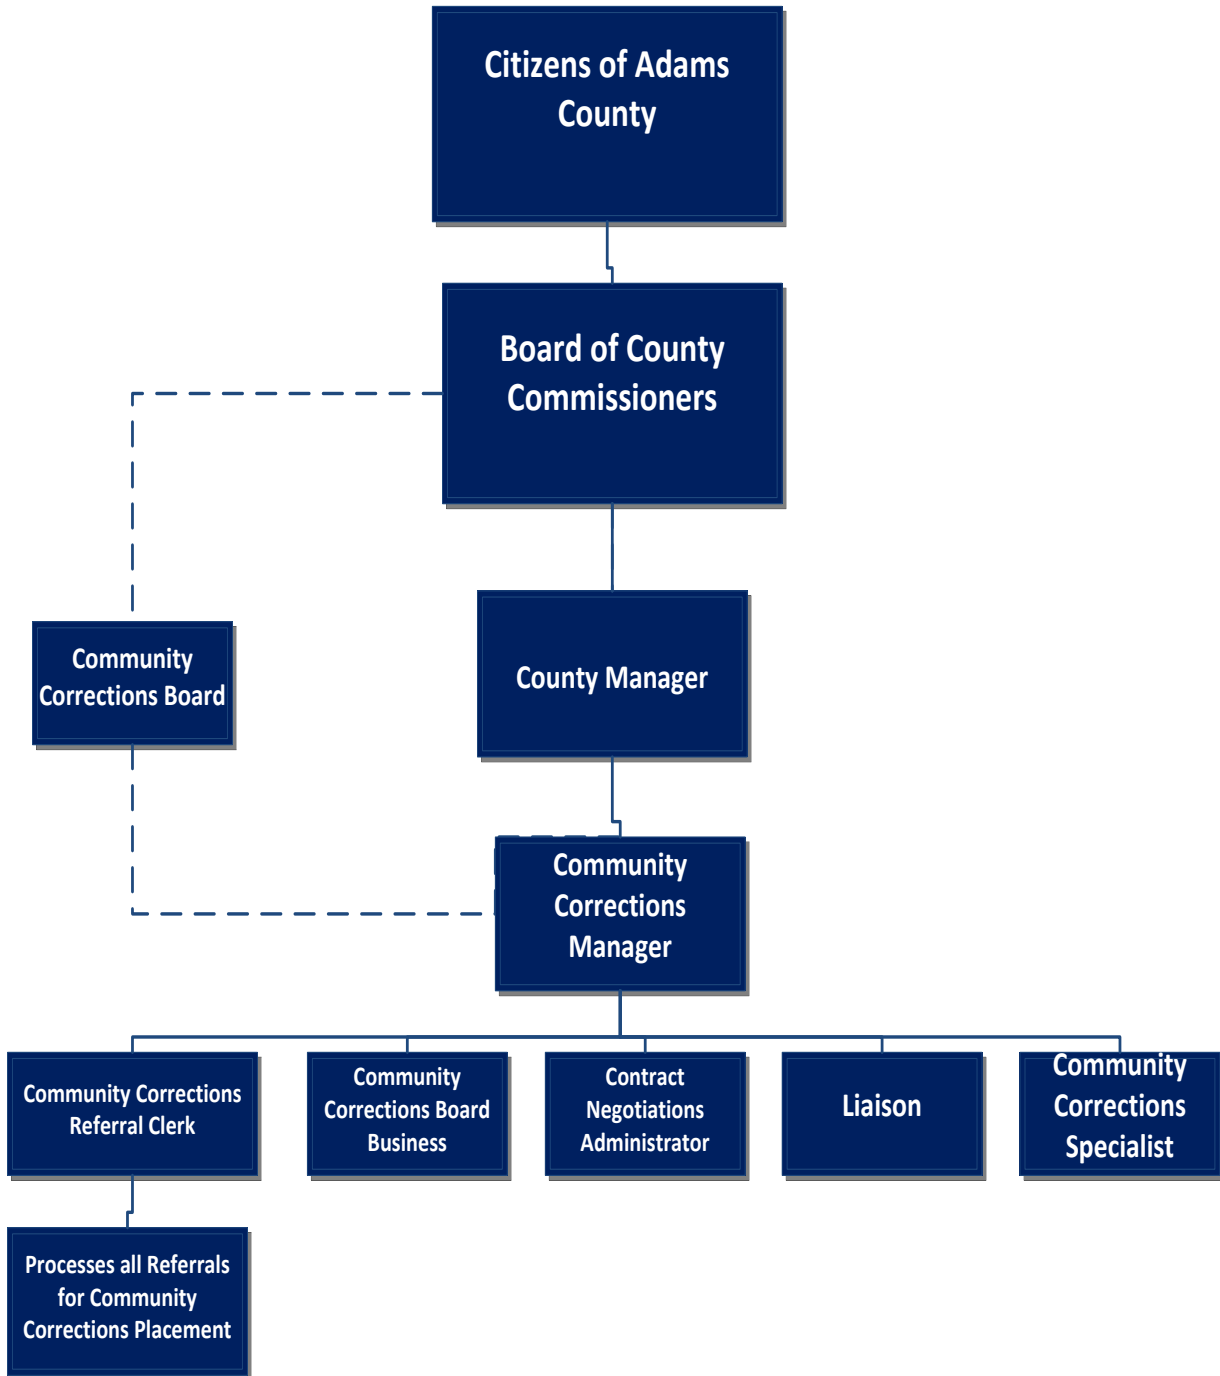 Citizens of Adams
County
Board of County
Commissioners
Community
Corrections Board
County Manager
Community
Corrections
Manager
Community Corrections
Referral Clerk
Community
Corrections Board
Business
Contract
Negotiations
Administrator
Liaison
Community
Corrections
Specialist
Processes all Referrals
for Community
Corrections Placement